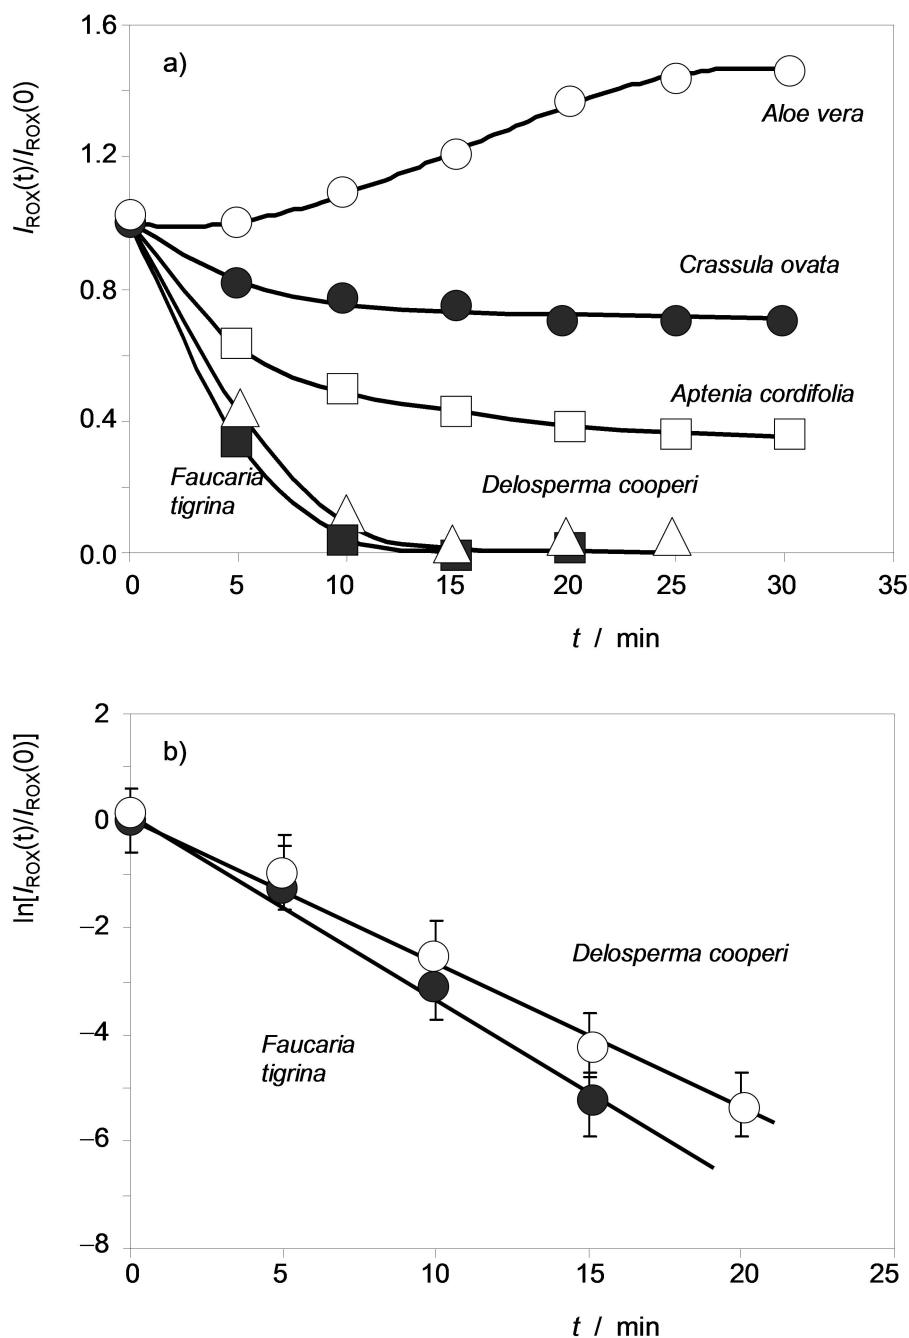 1.6
a)
I_ROX(t)/I_ROX(0)
Aloe vera
1.2
Crassula ovata
0.8
Aptenia cordifolia
0.4
Faucaria
tigrina
Delosperma cooperi
0.0
0 5 10 15 20 25 30 35
t / min
2
b)
ln[I_ROX(t)/I_ROX(0)]
0
–2
Delosperma cooperi
–4
Faucaria
tigrina
–6
–8
0 5 10 15 20 25
t / min